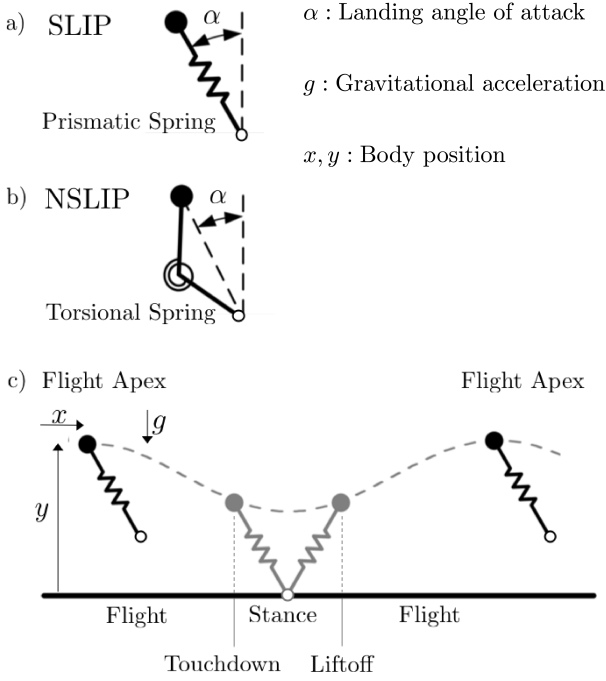 a) SLIP
α
Prismatic Spring
α : Landing angle of attack
g : Gravitational acceleration
x, y : Body position
b) NSLIP
α
Torsional Spring
c) Flight Apex
Flight Apex
x
g
y
Flight
Stance
Flight
Touchdown
Liftoff